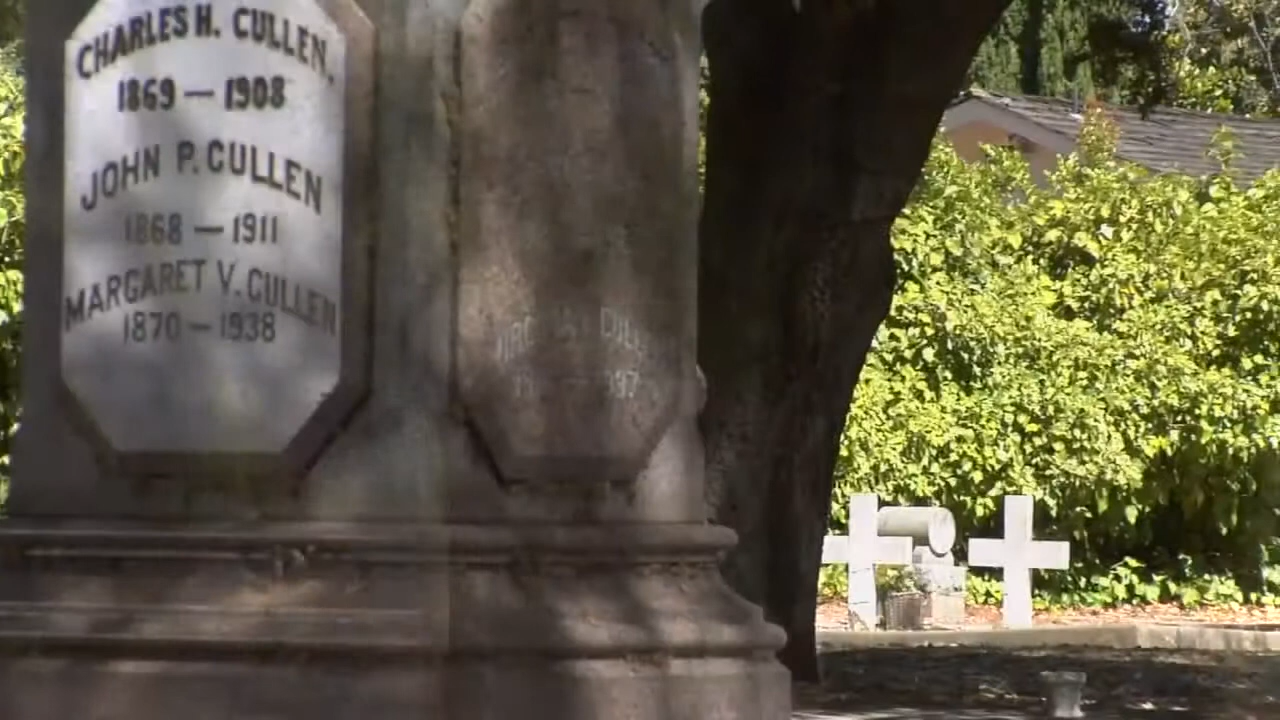 CHARLES H. CULLEN.
1869 — 1908
JOHN P. CULLEN
1868 — 1911
MARGARET V. CULLEN
1870 — 1938